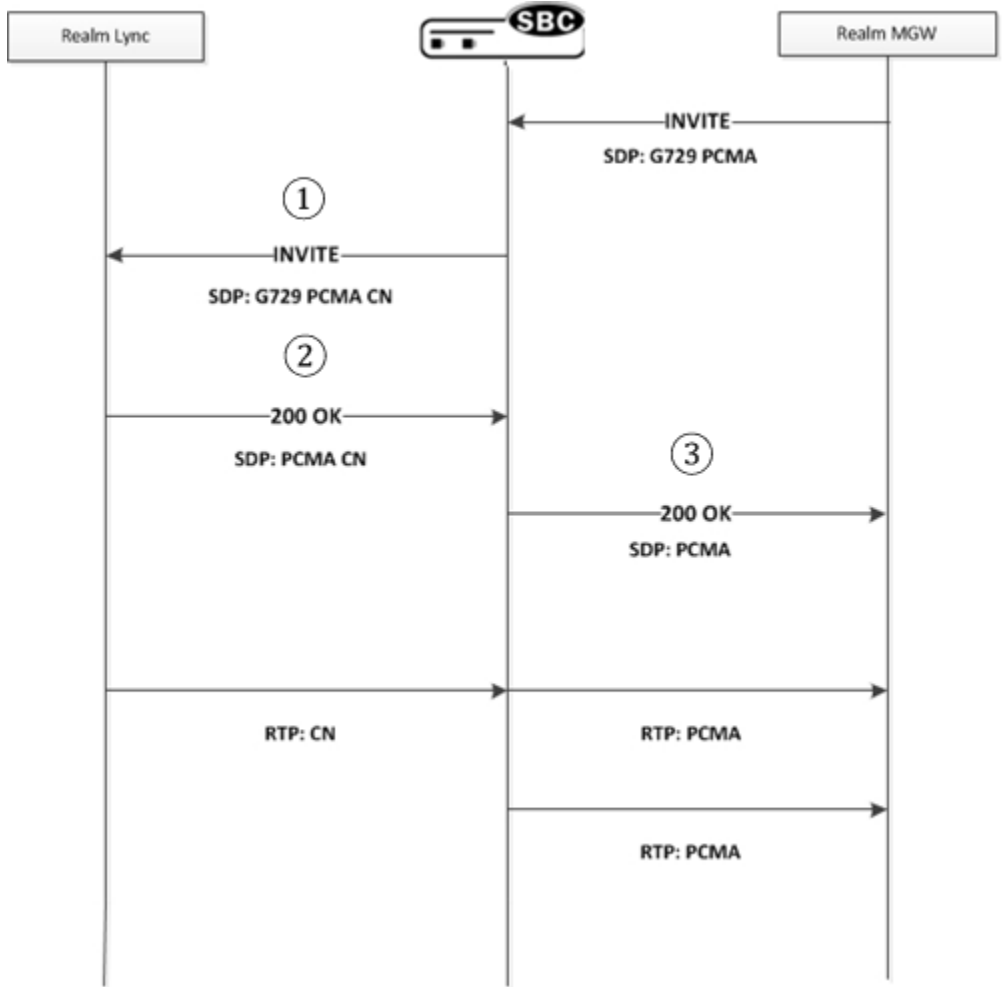 Realm Lync
SBC
Realm MGW
INVITE
SDP: G729 PCMA
1
INVITE
SDP: G729 PCMA CN
2
200 OK
SDP: PCMA CN
3
200 OK
SDP: PCMA
RTP: CN
RTP: PCMA
RTP: PCMA